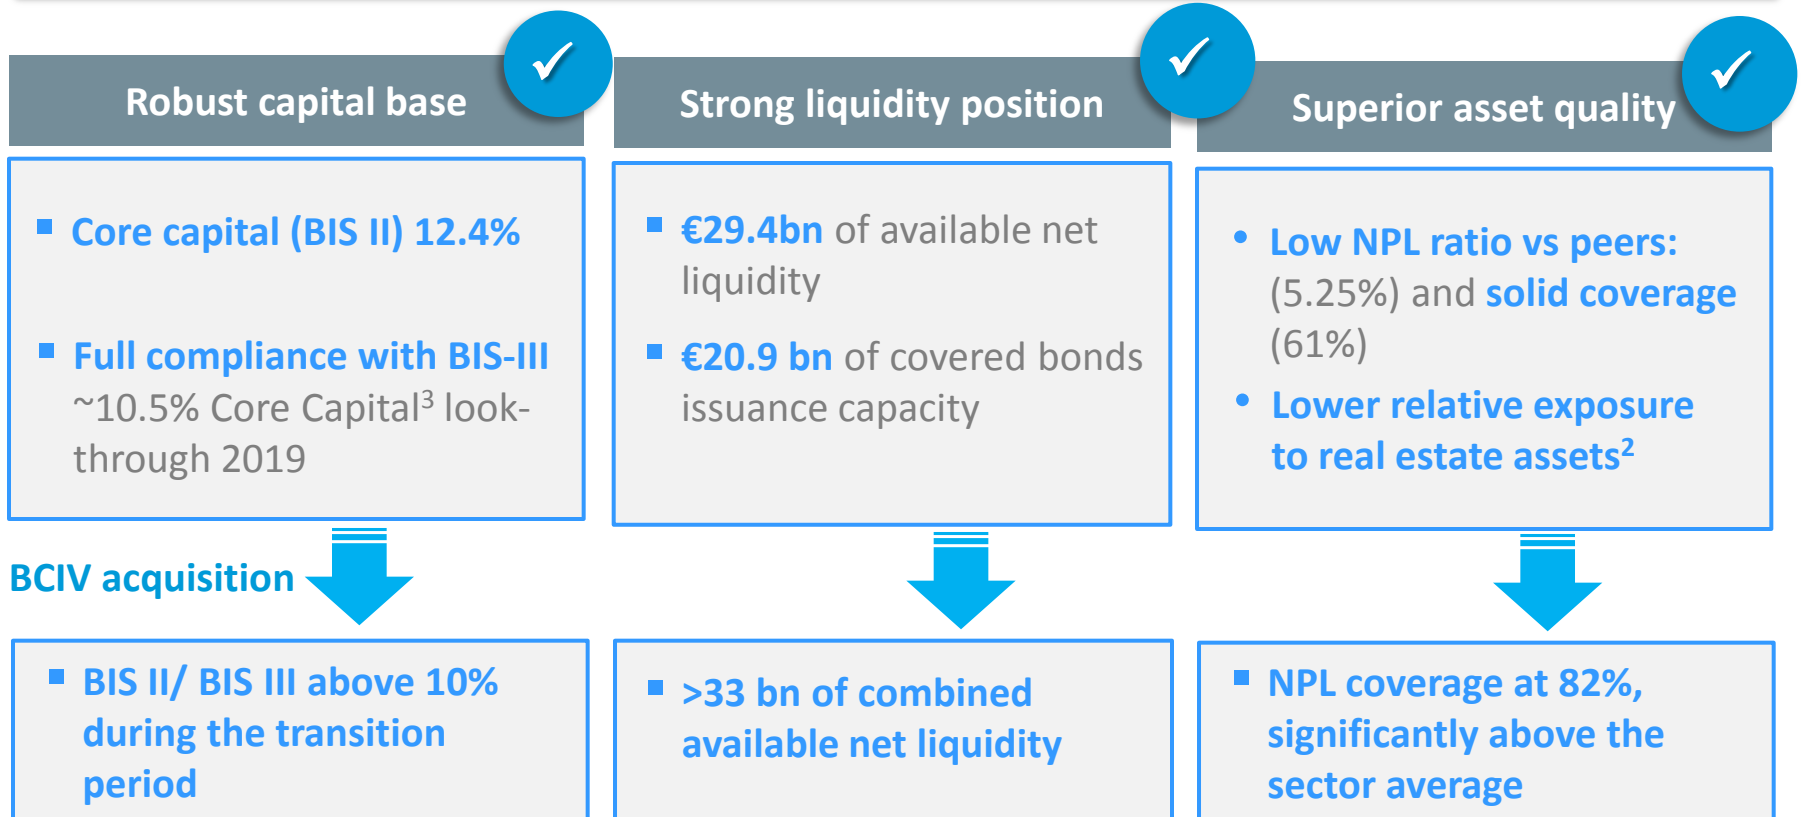 Robust capital base
▪ Core capital (BIS II) 12.4%
▪ Full compliance with BIS-III
~10.5% Core Capital³ look-
through 2019
Strong liquidity position
▪ €29.4bn of available net
liquidity
▪ €20.9 bn of covered bonds
issuance capacity
Superior asset quality
• Low NPL ratio vs peers:
(5.25%) and solid coverage
(61%)
• Lower relative exposure
to real estate assets²
BCIV acquisition
▪ BIS II/ BIS III above 10%
during the transition
period
▪ >33 bn of combined
available net liquidity
▪ NPL coverage at 82%,
significantly above the
sector average